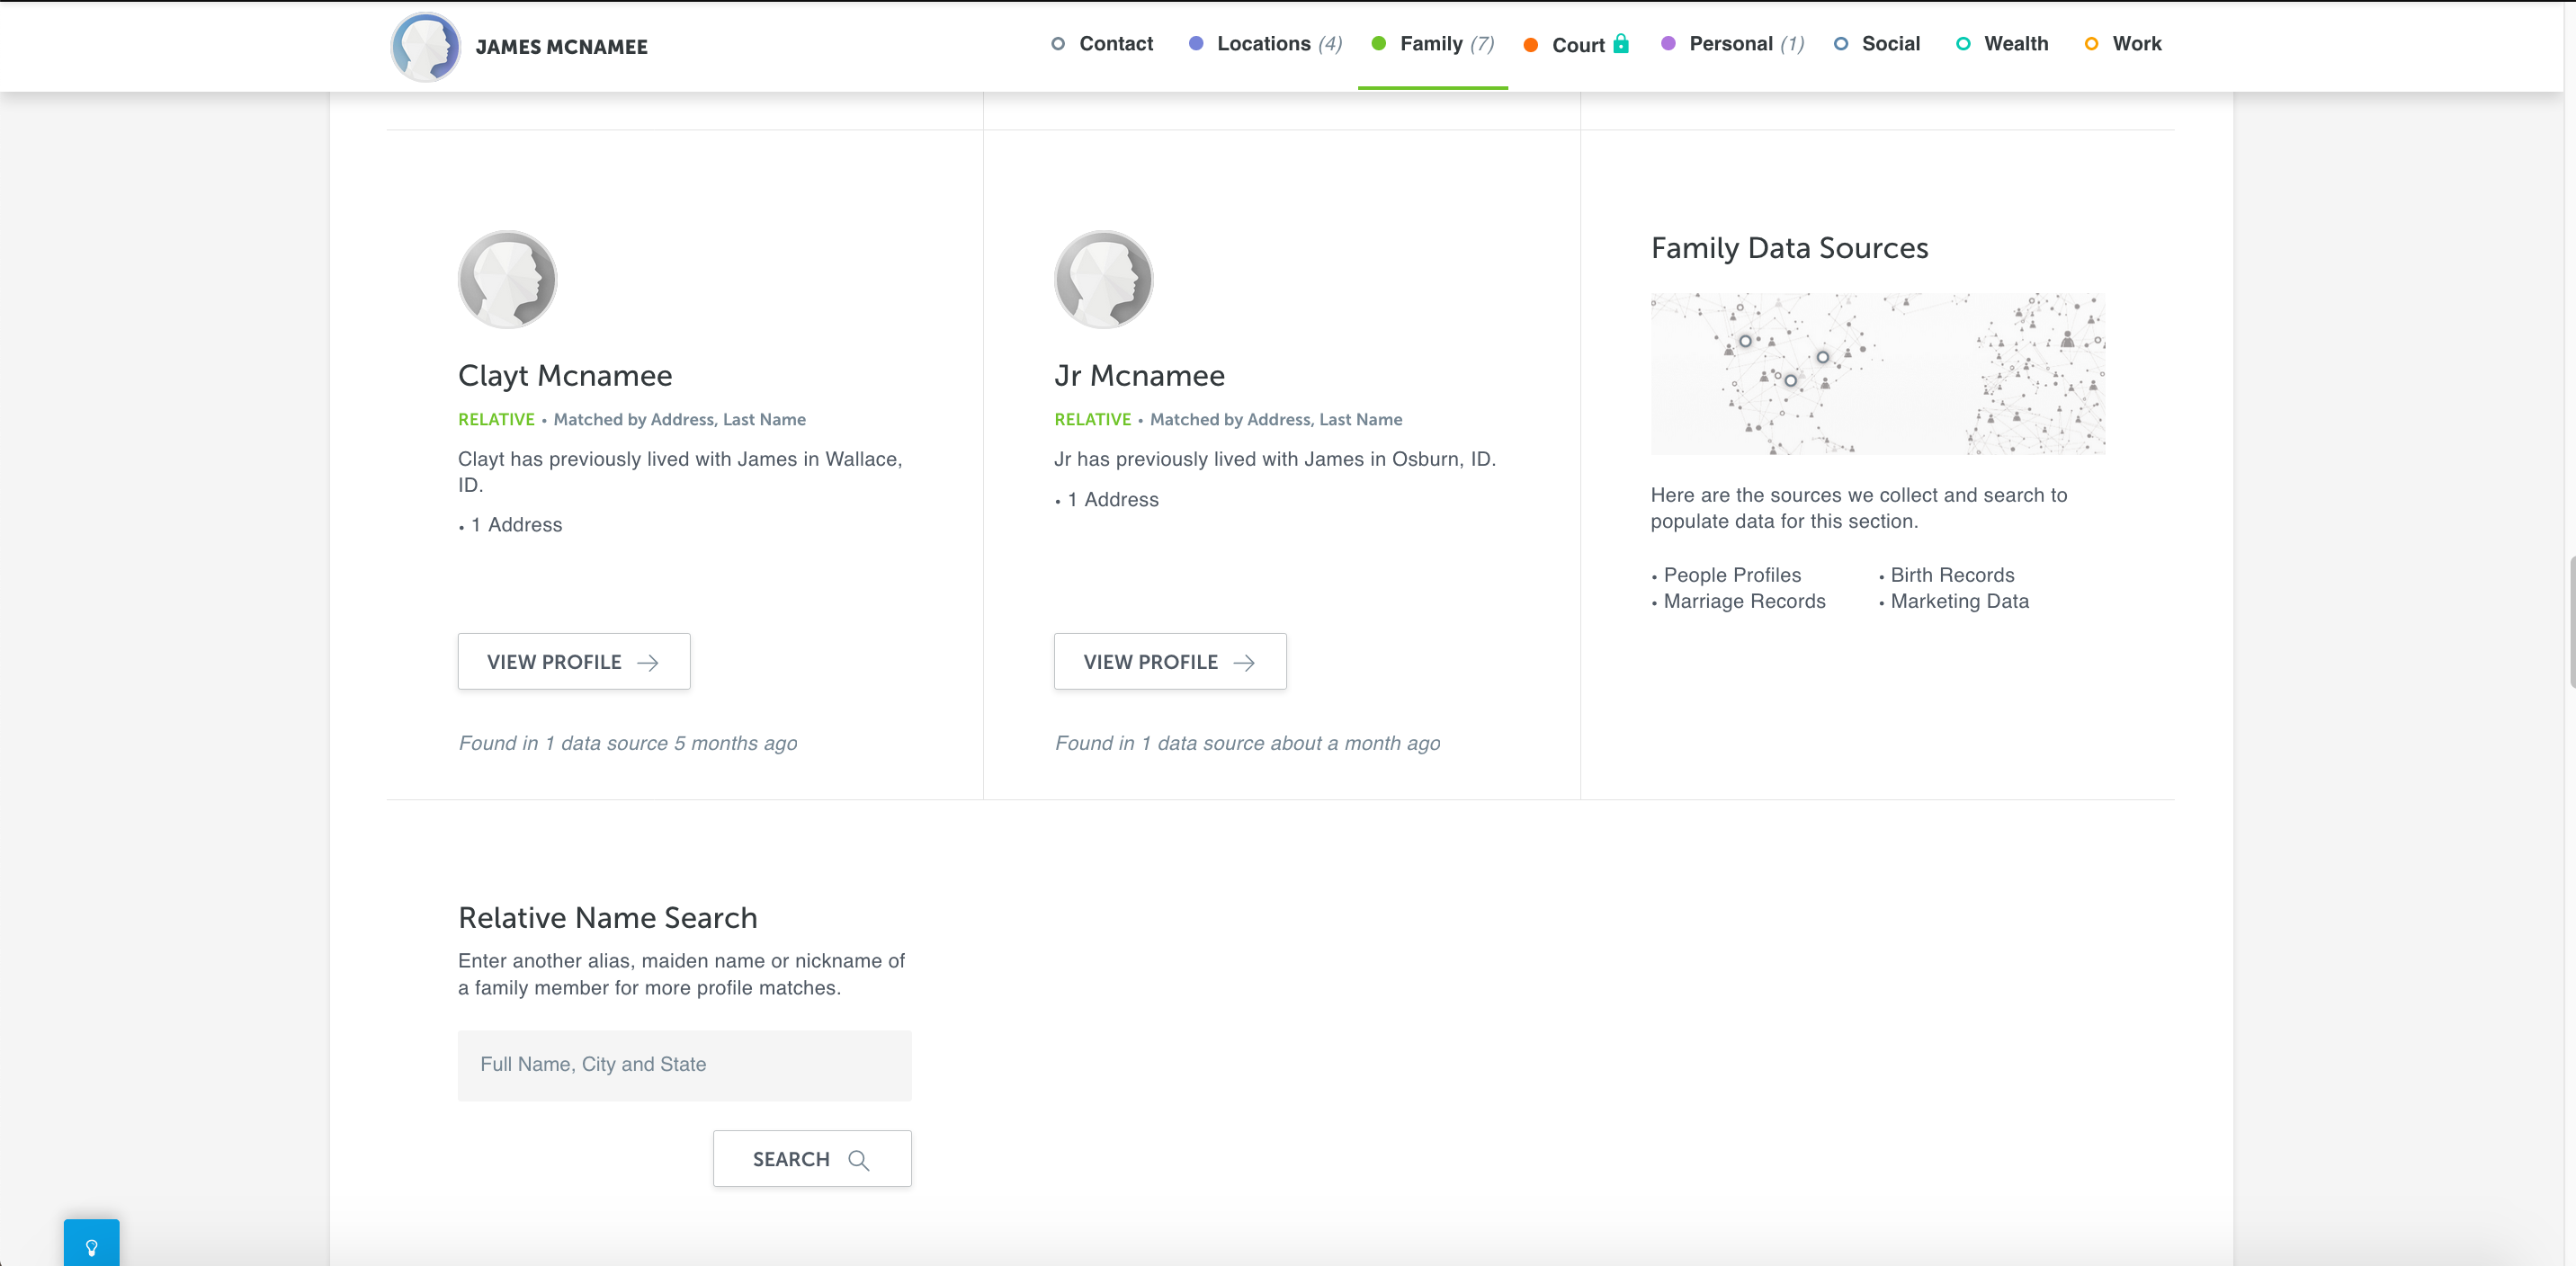 JAMES MCNAMEE
Contact
Locations (4)
Family (7)
Court
Personal (1)
Social
Wealth
Work
Clayt Mcnamee
RELATIVE • Matched by Address, Last Name
Clayt has previously lived with James in Wallace,
ID.
• 1 Address
VIEW PROFILE
Found in 1 data source 5 months ago
Jr Mcnamee
RELATIVE • Matched by Address, Last Name
Jr has previously lived with James in Osburn, ID.
• 1 Address
VIEW PROFILE
Found in 1 data source about a month ago
Family Data Sources
Here are the sources we collect and search to
populate data for this section.
• People Profiles
• Marriage Records
• Birth Records
• Marketing Data
Relative Name Search
Enter another alias, maiden name or nickname of
a family member for more profile matches.
Full Name, City and State
SEARCH